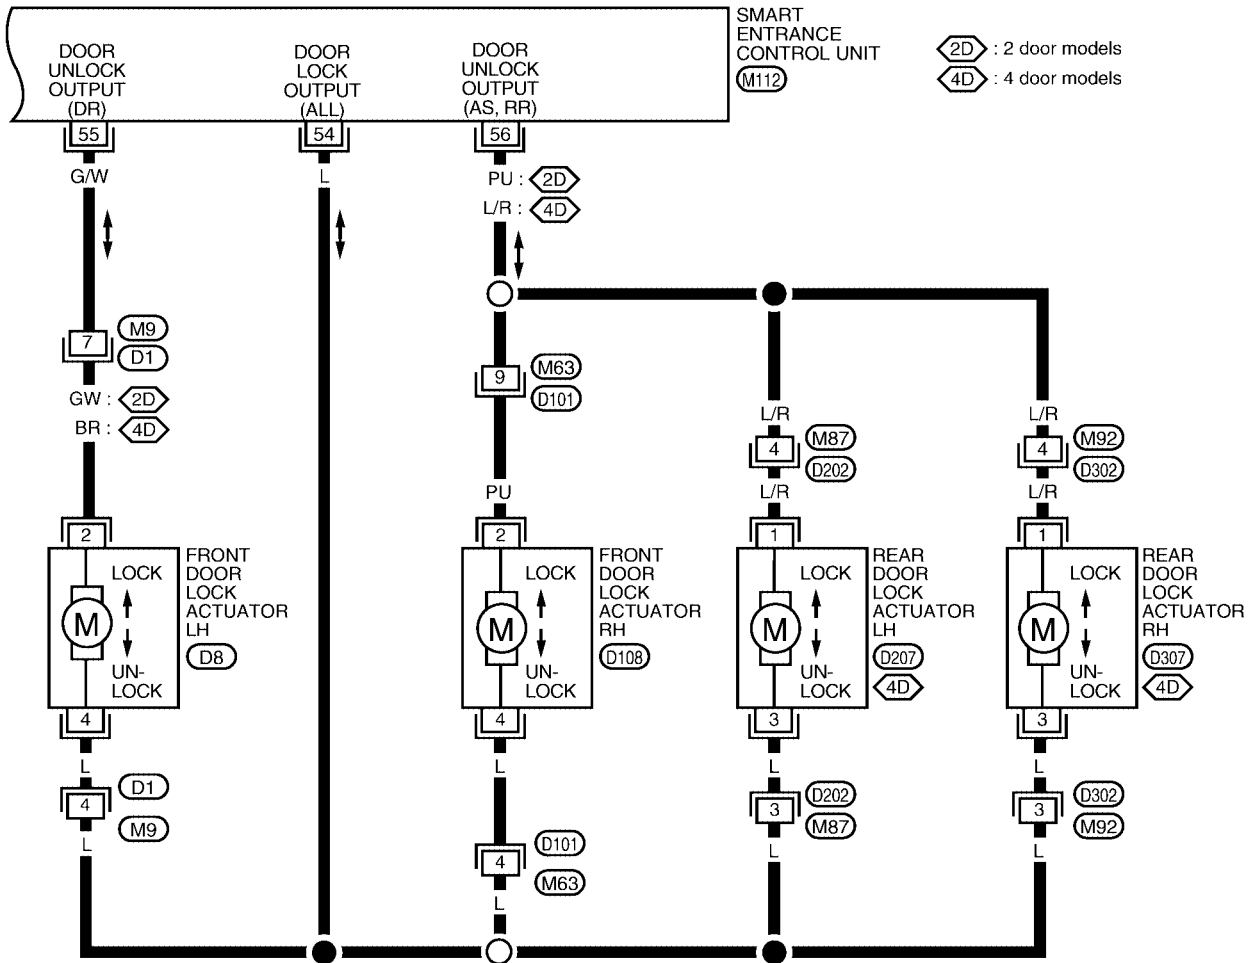 SMART
ENTRANCE
CONTROL UNIT
M112
2D : 2 door models
4D : 4 door models
DOOR
UNLOCK
OUTPUT
(DR)
DOOR
LOCK
OUTPUT
(ALL)
DOOR
UNLOCK
OUTPUT
(AS, RR)
55
54
56
G/W
L
PU : 2D
L/R : 4D
7
M9
D1
GW : 2D
BR : 4D
9
M63
D101
PU
L/R
4
M87
D202
L/R
L/R
4
M92
D302
L/R
2
LOCK
M
UN-
LOCK
FRONT
DOOR
LOCK
ACTUATOR
LH
D8
4
2
LOCK
M
UN-
LOCK
FRONT
DOOR
LOCK
ACTUATOR
RH
D108
4
1
LOCK
M
UN-
LOCK
REAR
DOOR
LOCK
ACTUATOR
LH
D207
4D
3
1
LOCK
M
UN-
LOCK
REAR
DOOR
LOCK
ACTUATOR
RH
D307
4D
3
L
4
D1
M9
L
L
4
D101
M63
L
L
3
D202
M87
L
L
3
D302
M92
L